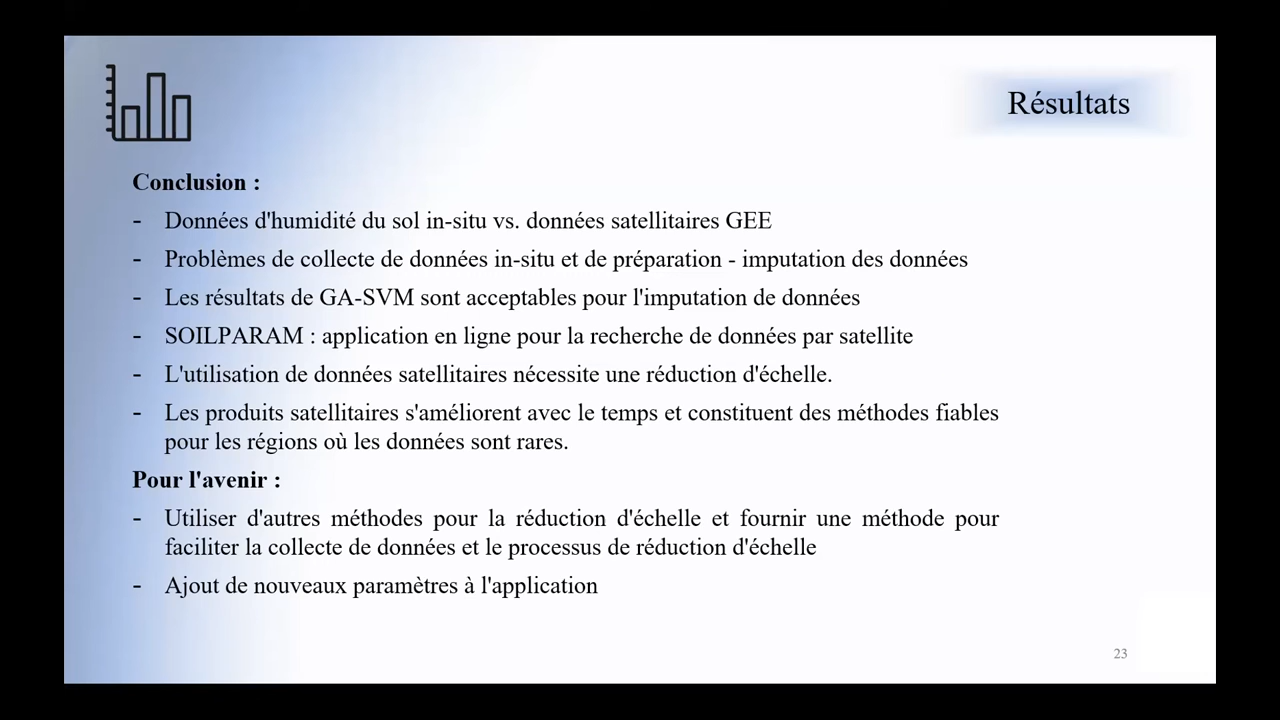 Résultats
Conclusion :
- Données d'humidité du sol in-situ vs. données satellitaires GEE
- Problèmes de collecte de données in-situ et de préparation - imputation des données
- Les résultats de GA-SVM sont acceptables pour l'imputation de données
- SOILPARAM : application en ligne pour la recherche de données par satellite
- L'utilisation de données satellitaires nécessite une réduction d'échelle.
- Les produits satellitaires s'améliorent avec le temps et constituent des méthodes fiables
pour les régions où les données sont rares.
Pour l'avenir :
- Utiliser d'autres méthodes pour la réduction d'échelle et fournir une méthode pour
faciliter la collecte de données et le processus de réduction d'échelle
- Ajout de nouveaux paramètres à l'application
23